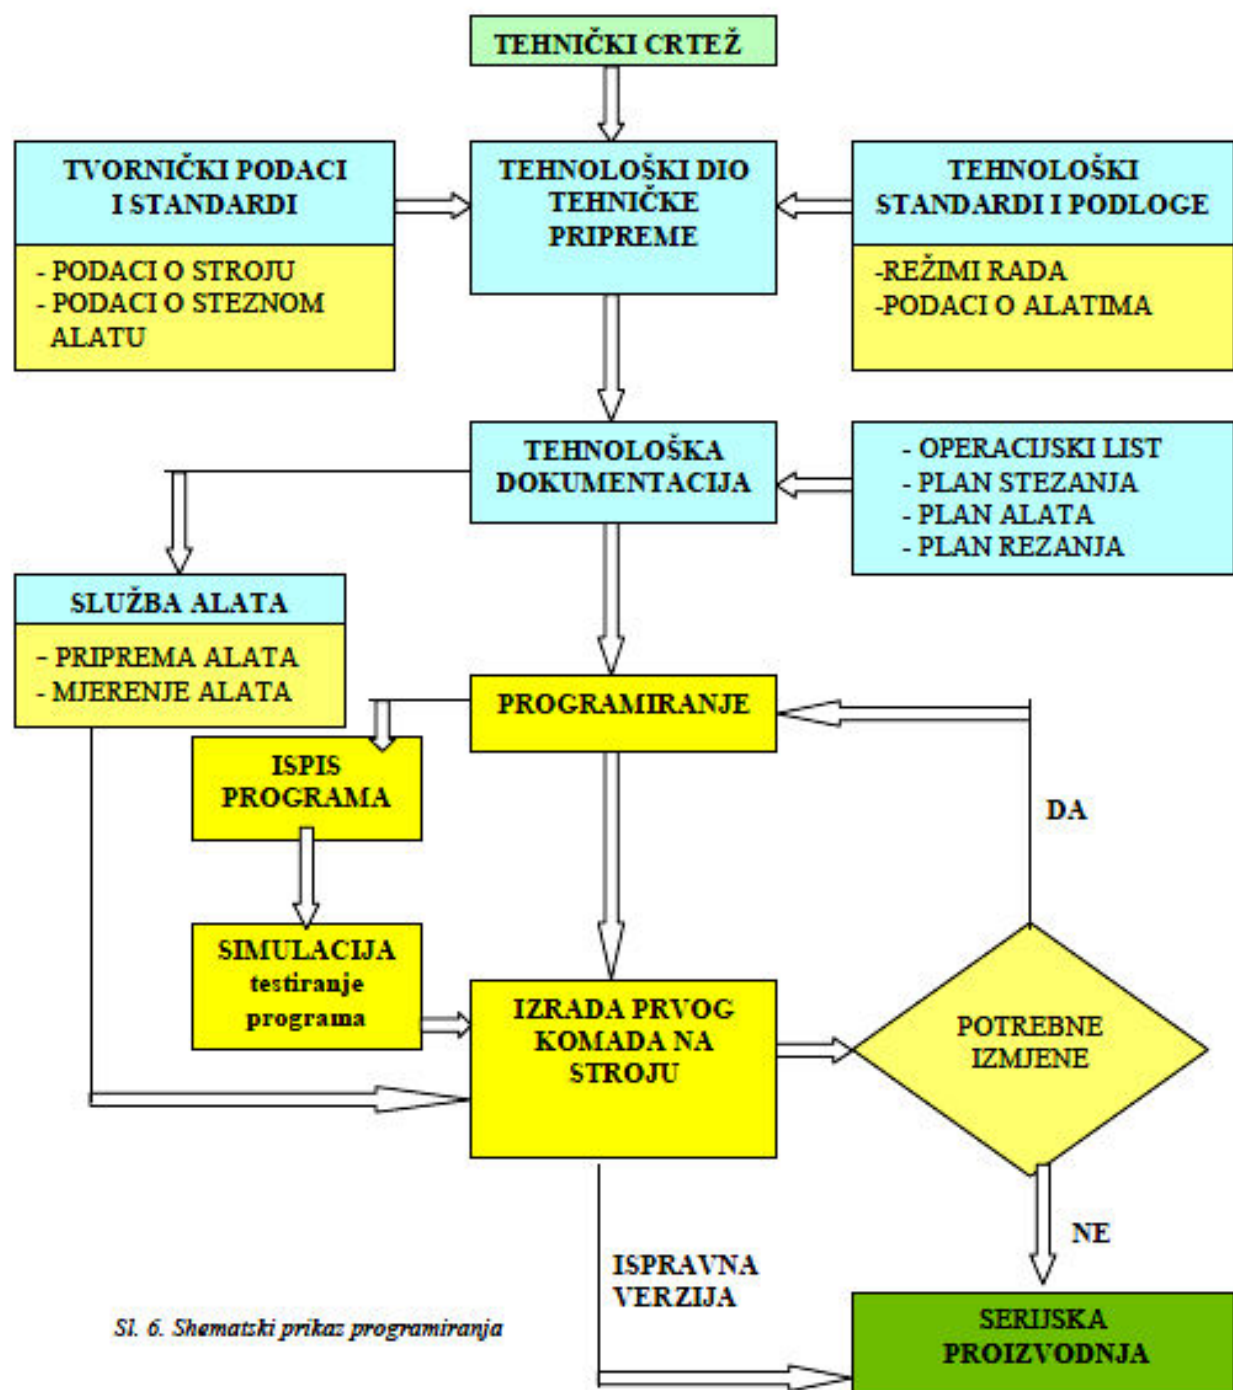 TEHNIČKI CRTEŽ
TVORNIČKI PODACI
I STANDARDI
- PODACI O STROJU
- PODACI O STEZNOM
ALATU
TEHNOLOŠKI DIO
TEHNIČKE
PRIPREME
TEHNOLOŠKI
STANDARDI I PODLOGE
-REŽIMI RADA
-PODACI O ALATIMA
TEHNOLOŠKA
DOKUMENTACIJA
- OPERACIJSKI LIST
- PLAN STEZANJA
- PLAN ALATA
- PLAN REZANJA
SLUŽBA ALATA
- PRIPREMA ALATA
- MJERENJE ALATA
PROGRAMIRANJE
ISPIS
PROGRAMA
DA
SIMULACIJA
testiranje
programa
IZRADA PRVOG
KOMADA NA
STROJU
POTREBNE
IZMJENE
NE
ISPRAVNA
VERZIJA
SERIJSKA
PROIZVODNJA
Sl. 6. Shematski prikaz programiranja